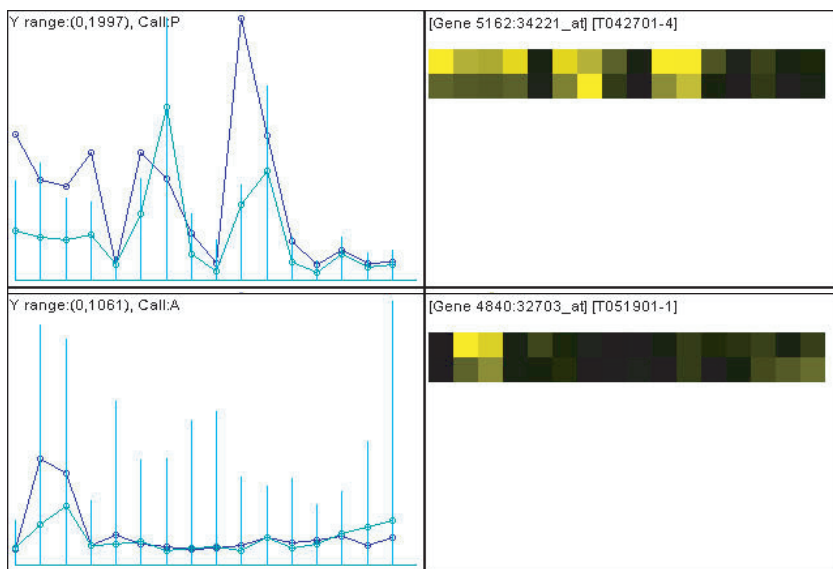 Y range:(0,1997), Call:P
[Gene 5162:34221_at] [T042701-4]
Y range:(0,1061), Call:A
[Gene 4840:32703_at] [T051901-1]